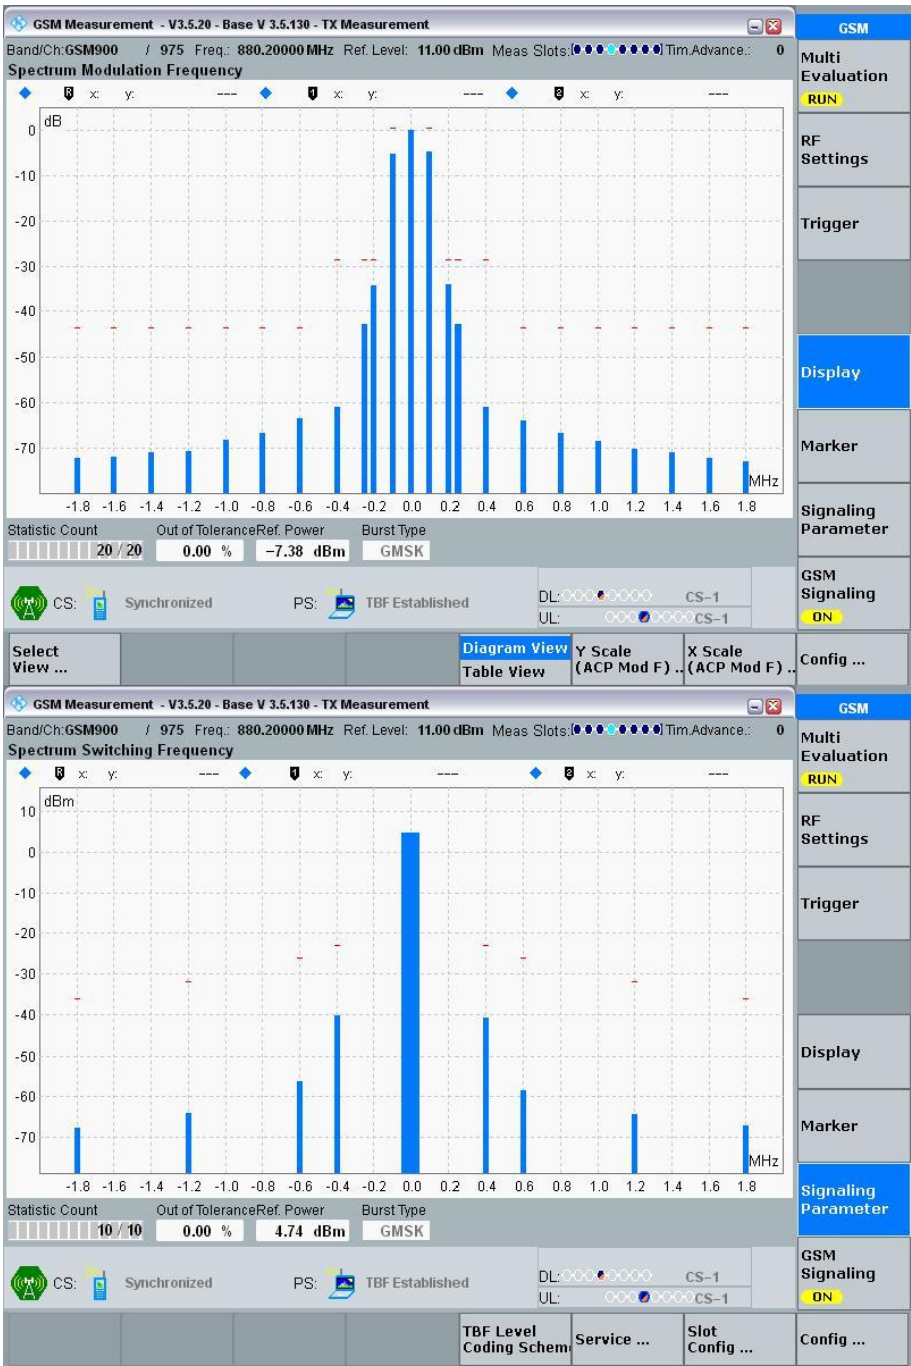 GSM Measurement - V3.5.20 - Base V 3.5.130 - TX Measurement
GSM
Band/Ch:GSM900 / 975 Freq.: 880.20000 MHz Ref. Level: 11.00 dBm Meas Slots: Tim.Advance.: 0
Spectrum Modulation Frequency
Multi
Evaluation
RUN
R x: y: --- 1 x: y: --- 2 x: y: ---
dB
0
-10
-20
-30
-40
-50
-60
-70
MHz
-1.8 -1.6 -1.4 -1.2 -1.0 -0.8 -0.6 -0.4 -0.2 0.0 0.2 0.4 0.6 0.8 1.0 1.2 1.4 1.6 1.8
RF
Settings
Trigger
Display
Marker
Signaling
Parameter
GSM
Signaling
ON
Statistic Count Out of Tolerance Ref. Power Burst Type
20 / 20 0.00 % -7.38 dBm GMSK
CS: Synchronized PS: TBF Established DL: CS-1
UL: CS-1
Select
View ...
Diagram View
Table View
Y Scale
(ACP Mod F) ..
X Scale
(ACP Mod F) ..
Config ...
GSM Measurement - V3.5.20 - Base V 3.5.130 - TX Measurement
GSM
Band/Ch:GSM900 / 975 Freq.: 880.20000 MHz Ref. Level: 11.00 dBm Meas Slots: Tim.Advance.: 0
Spectrum Switching Frequency
Multi
Evaluation
RUN
R x: y: --- 1 x: y: --- 2 x: y: ---
dBm
10
0
-10
-20
-30
-40
-50
-60
-70
MHz
-1.8 -1.6 -1.4 -1.2 -1.0 -0.8 -0.6 -0.4 -0.2 0.0 0.2 0.4 0.6 0.8 1.0 1.2 1.4 1.6 1.8
RF
Settings
Trigger
Display
Marker
Signaling
Parameter
GSM
Signaling
ON
Statistic Count Out of Tolerance Ref. Power Burst Type
10 / 10 0.00 % 4.74 dBm GMSK
CS: Synchronized PS: TBF Established DL: CS-1
UL: CS-1
TBF Level
Coding Schem
Service ...
Slot
Config ...
Config ...